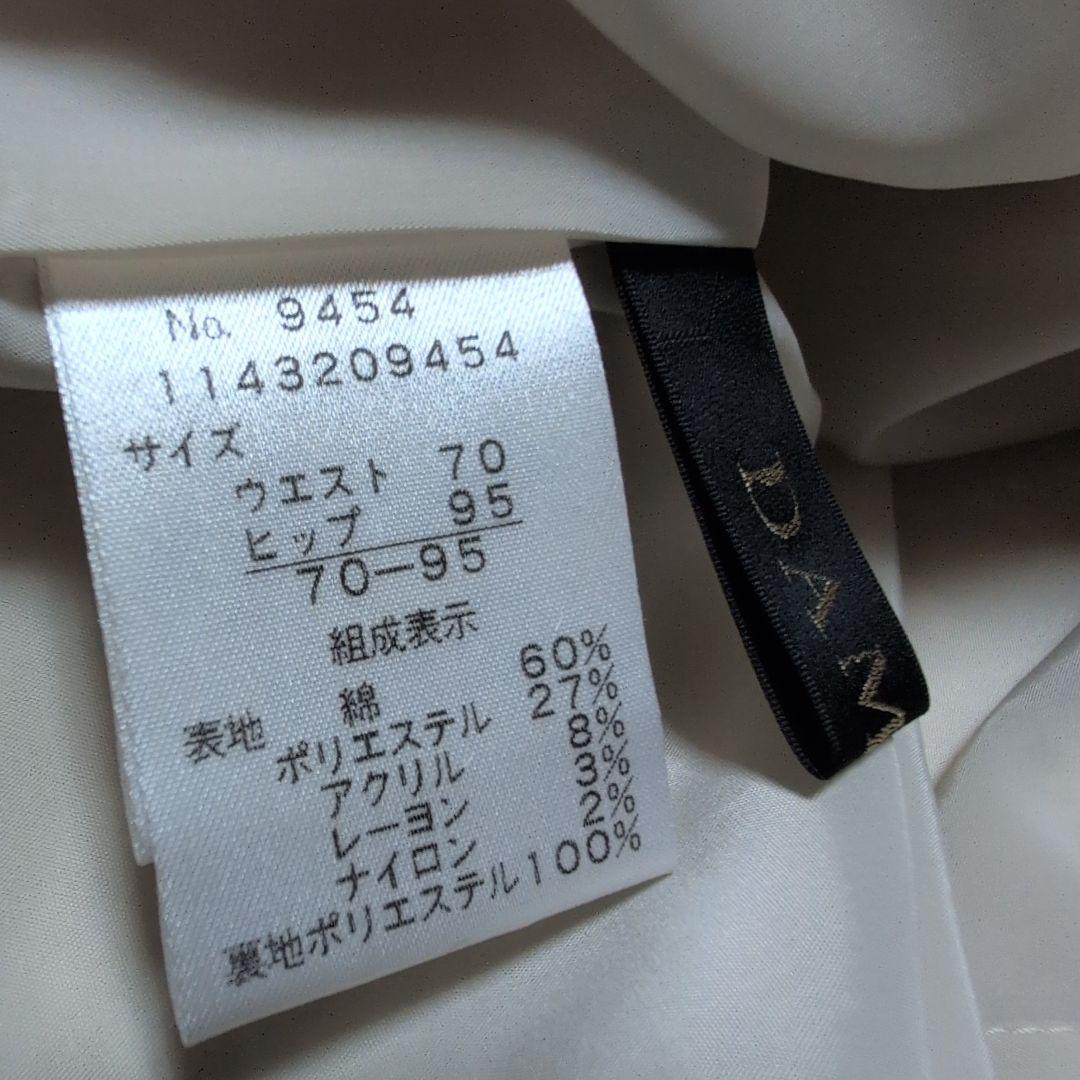 No. 9454
1143209454
サイズ
ウエスト 70
ヒップ 95
70-95
組成表示
表地 綿 60%
ポリエステル 27%
アクリル 8%
レーヨン 3%
ナイロン 2%
裏地ポリエステル100%
DAM